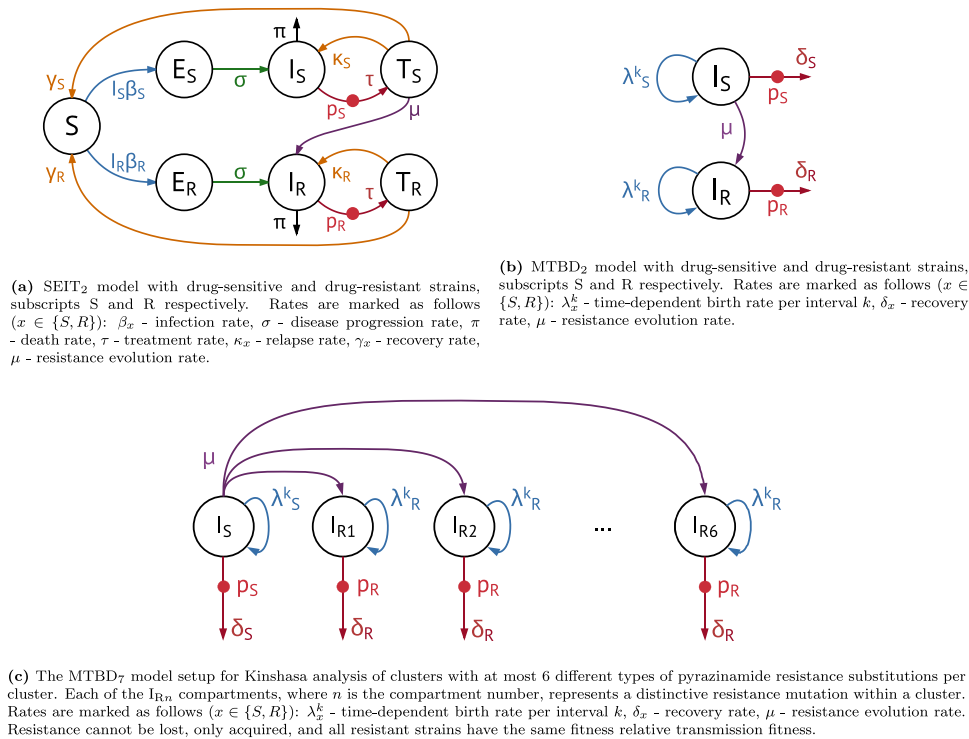 π
κS
γS
ES
IS
TS
ISβS
σ
τ
pS
μ
S
IRβR
γR
ER
σ
IR
κR
TR
τ
pR
π
λkS
IS
δS
pS
μ
λkR
IR
δR
pR
(a) SEIT2 model with drug-sensitive and drug-resistant strains,
subscripts S and R respectively. Rates are marked as follows
(x ∈ {S, R}): βx - infection rate, σ - disease progression rate, π
- death rate, τ - treatment rate, κx - relapse rate, γx - recovery rate,
μ - resistance evolution rate.
(b) MTBD2 model with drug-sensitive and drug-resistant strains,
subscripts S and R respectively. Rates are marked as follows (x ∈
{S, R}): λkx - time-dependent birth rate per interval k, δx - recovery
rate, μ - resistance evolution rate.
μ
IS
λkS
IR1
λkR
IR2
λkR
...
IR6
λkR
pS
pR
pR
pR
δS
δR
δR
δR
(c) The MTBD7 model setup for Kinshasa analysis of clusters with at most 6 different types of pyrazinamide resistance substitutions per
cluster. Each of the IRn compartments, where n is the compartment number, represents a distinctive resistance mutation within a cluster.
Rates are marked as follows (x ∈ {S, R}): λkx - time-dependent birth rate per interval k, δx - recovery rate, μ - resistance evolution rate.
Resistance cannot be lost, only acquired, and all resistant strains have the same fitness relative transmission fitness.